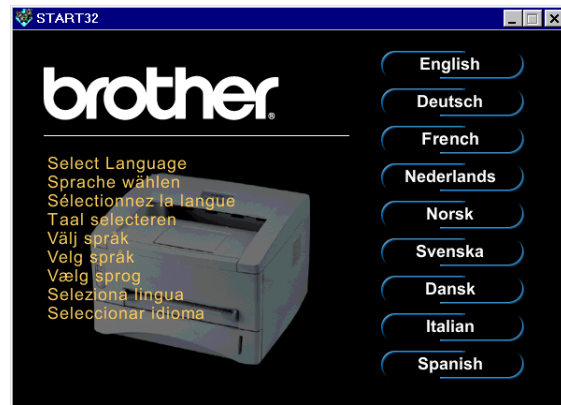 START32
brother
Select Language
Sprache wählen
Sélectionnez la langue
Taal selecteren
Välj språk
Velg språk
Vælg sprog
Seleziona lingua
Seleccionar idioma
English
Deutsch
French
Nederlands
Norsk
Svenska
Dansk
Italian
Spanish